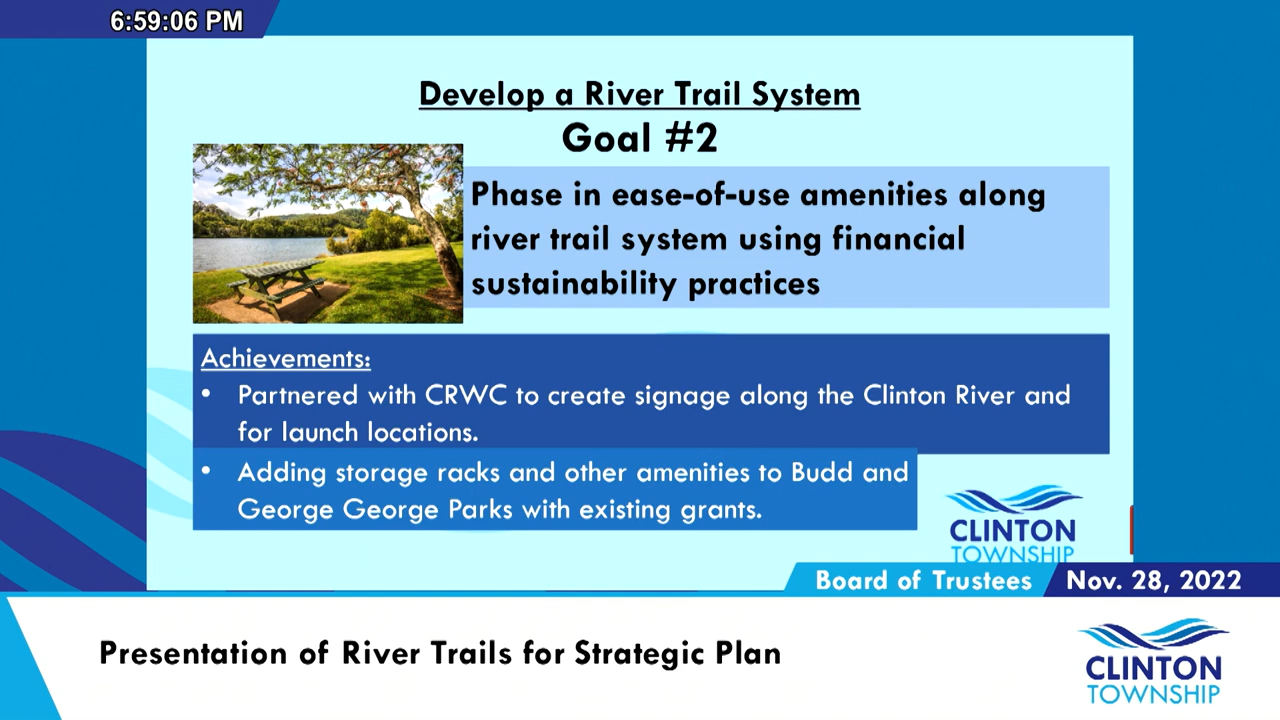 6:59:06 PM
Develop a River Trail System
Goal #2
Phase in ease-of-use amenities along
river trail system using financial
sustainability practices
Achievements:
• Partnered with CRWC to create signage along the Clinton River and
for launch locations.
• Adding storage racks and other amenities to Budd and
George George Parks with existing grants.
CLINTON
TOWNSHIP
Board of Trustees
Nov. 28, 2022
Presentation of River Trails for Strategic Plan
CLINTON
TOWNSHIP